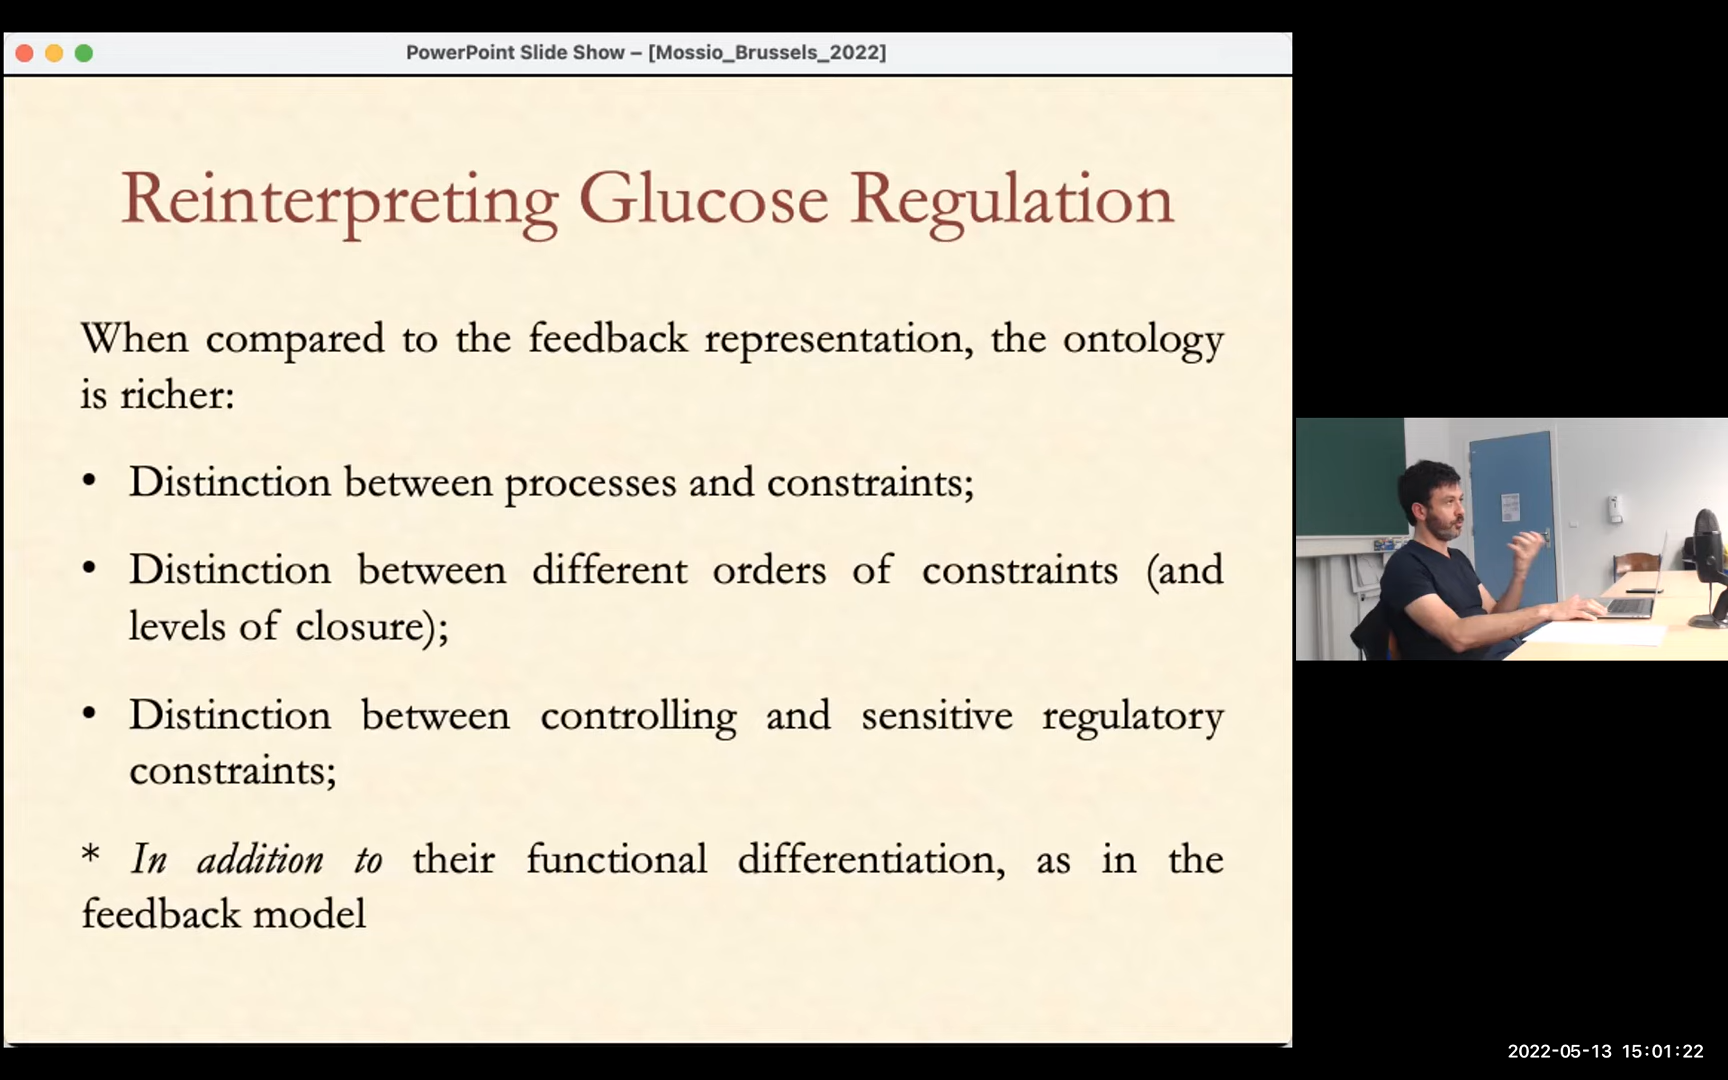 PowerPoint Slide Show – [Mossio_Brussels_2022]
Reinterpreting Glucose Regulation
When compared to the feedback representation, the ontology
is richer:
• Distinction between processes and constraints;
• Distinction between different orders of constraints (and
levels of closure);
• Distinction between controlling and sensitive regulatory
constraints;
* In addition to their functional differentiation, as in the
feedback model
2022-05-13 15:01:22